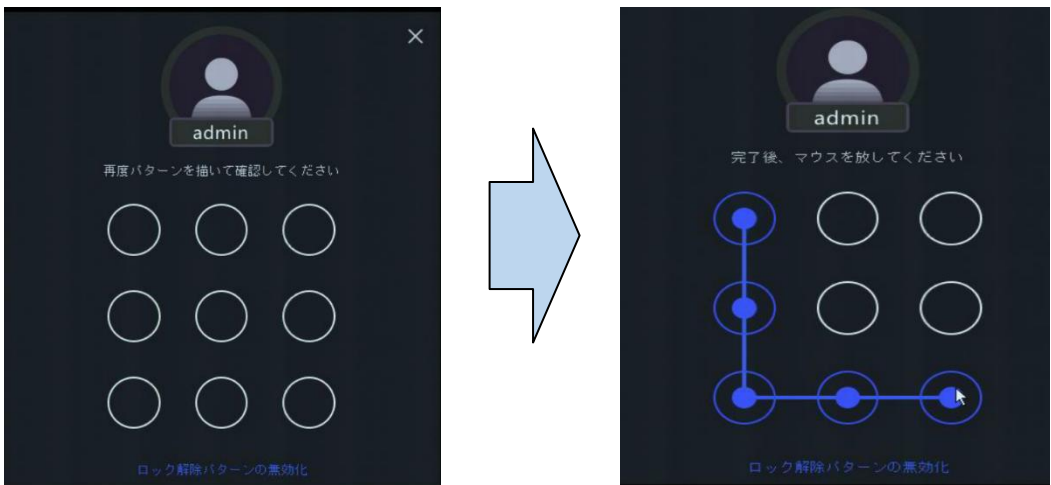 admin
再度パターンを描いて確認してください
ロック解除パターンの無効化
admin
完了後、マウスを放してください
ロック解除パターンの無効化